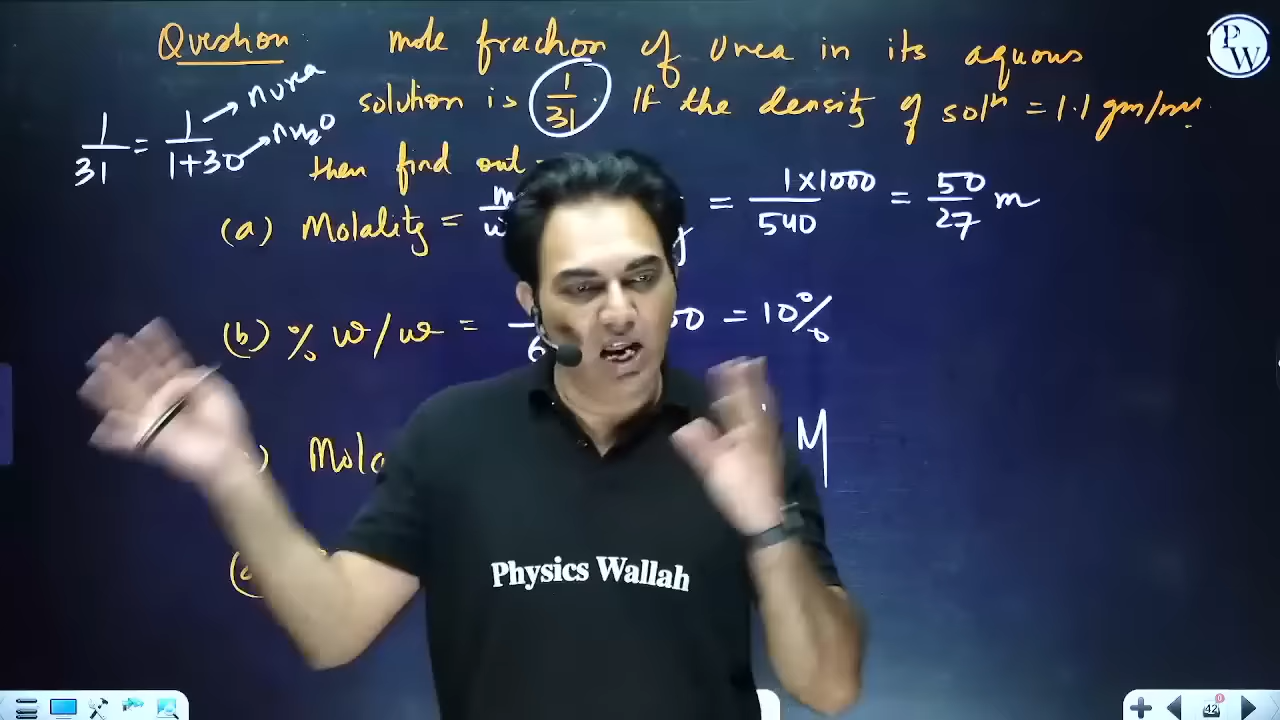 Question mole fraction of urea in its aquous
solution is 1/31. If the density of solⁿ = 1.1 gm/ml.
1/31 = 1/1+30 → nurea → nH₂O
then find out
(a) Molality = = 1×1000/540 = 50/27 m
(b) % w/w = = 10%
M
Physics Wallah
PW
42